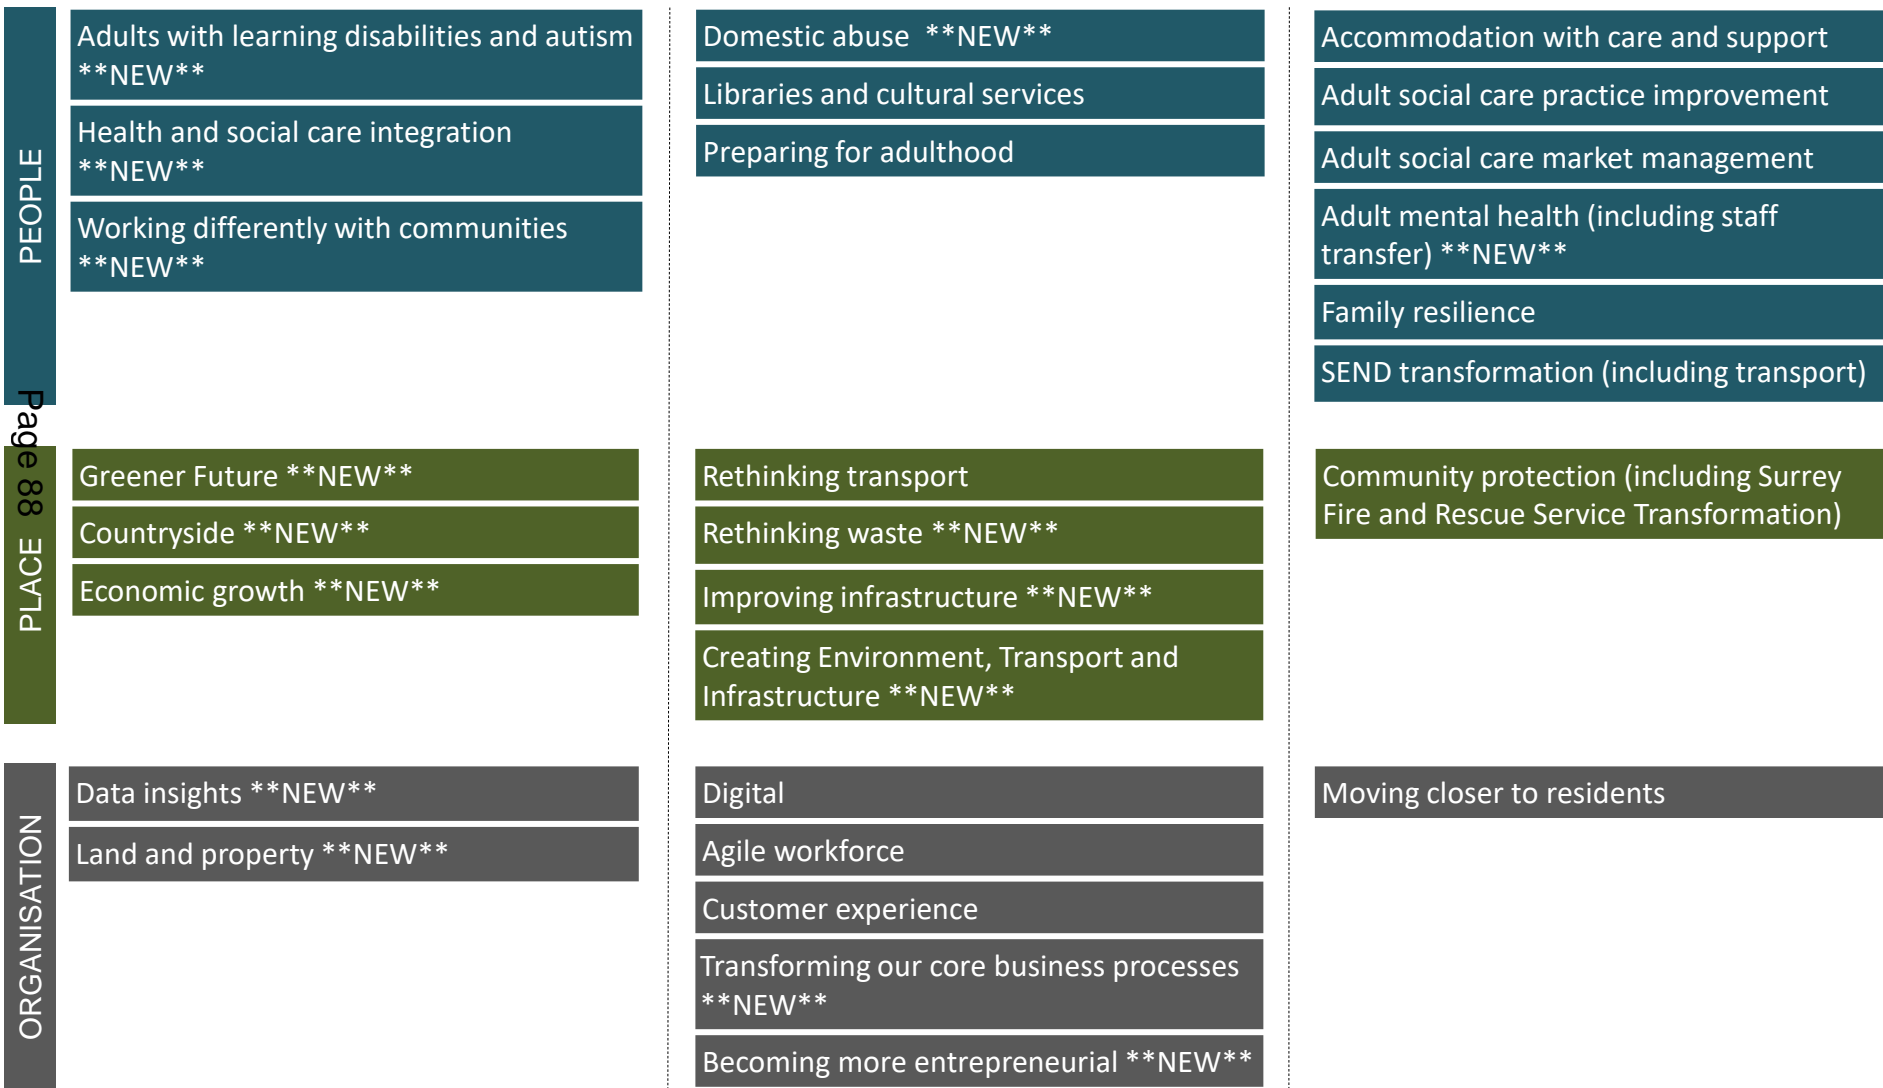 PEOPLE
Adults with learning disabilities and autism
**NEW**
Health and social care integration
**NEW**
Working differently with communities
**NEW**
Domestic abuse  **NEW**
Libraries and cultural services
Preparing for adulthood
Accommodation with care and support
Adult social care practice improvement
Adult social care market management
Adult mental health (including staff
transfer) **NEW**
Family resilience
SEND transformation (including transport)
Page 88
PLACE
Greener Future **NEW**
Countryside **NEW**
Economic growth **NEW**
Rethinking transport
Rethinking waste **NEW**
Improving infrastructure **NEW**
Creating Environment, Transport and
Infrastructure **NEW**
Community protection (including Surrey
Fire and Rescue Service Transformation)
ORGANISATION
Data insights **NEW**
Land and property **NEW**
Digital
Agile workforce
Customer experience
Transforming our core business processes
**NEW**
Becoming more entrepreneurial **NEW**
Moving closer to residents